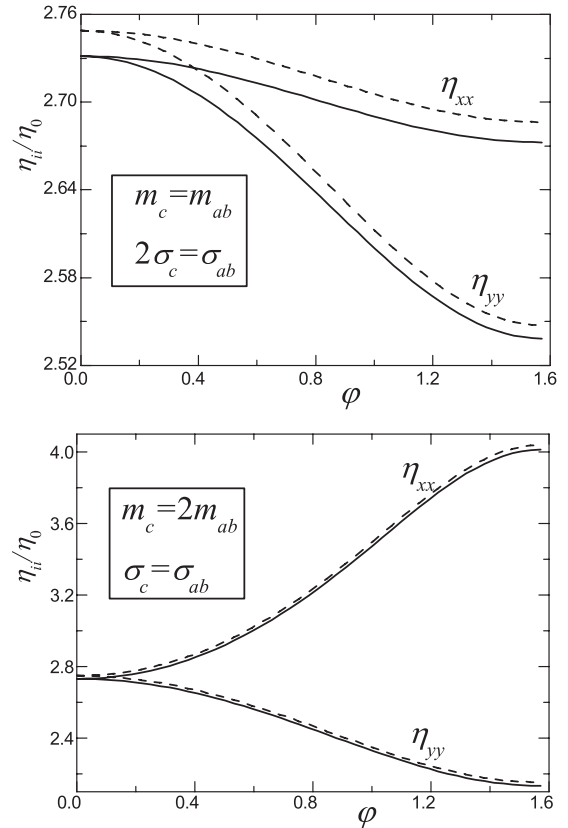 2.76
2.70
2.64
2.58
2.52
η_ii/η_0
η_xx
η_yy
m_c=m_ab
2σ_c=σ_ab
0.0 0.4 0.8 1.2 1.6
φ
4.0
3.6
3.2
2.8
2.4
η_ii/η_0
η_xx
m_c=2m_ab
σ_c=σ_ab
η_yy
0.0 0.4 0.8 1.2 1.6
φ